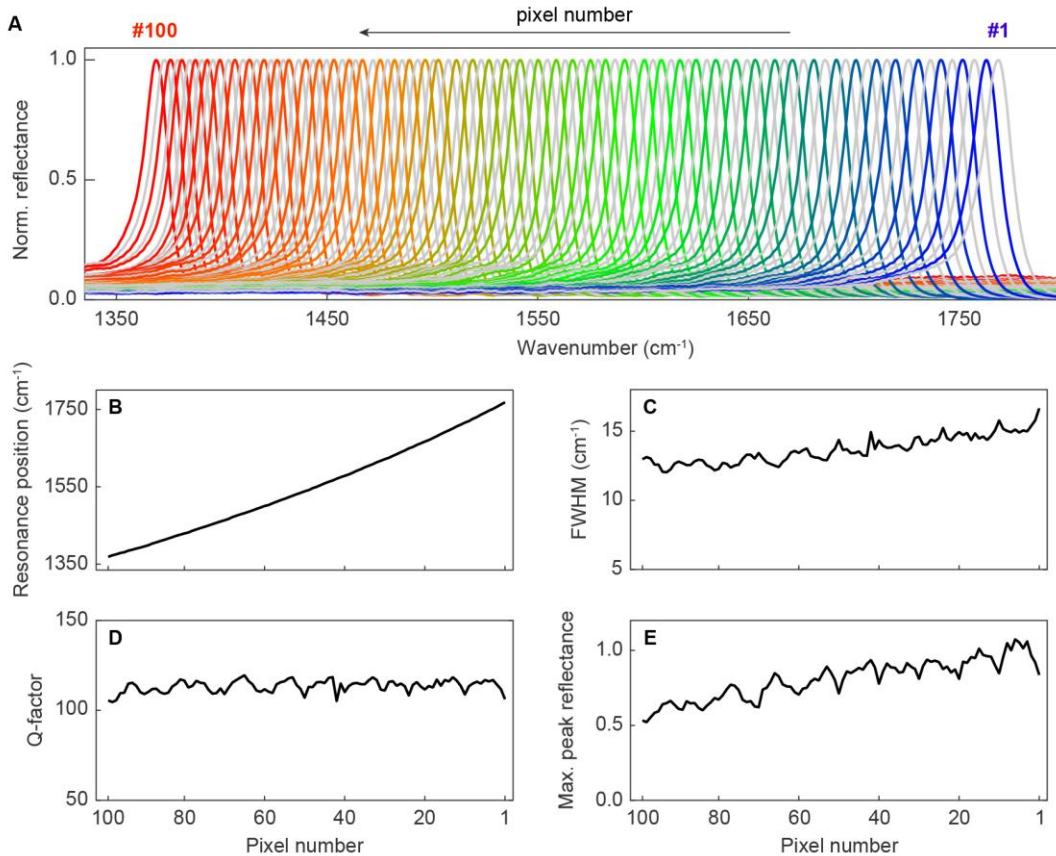 pixel number
A
#100
#1
1.0
Norm. reflectance
0.5
0.0
1350
1450
1550
1650
1750
Wavenumber (cm⁻¹)
B
Resonance position (cm⁻¹)
1750
1550
1350
C
FWHM (cm⁻¹)
15
10
5
D
Q-factor
150
100
50
100
80
60
40
20
1
Pixel number
E
Max. peak reflectance
1.0
0.5
0.0
100
80
60
40
20
1
Pixel number